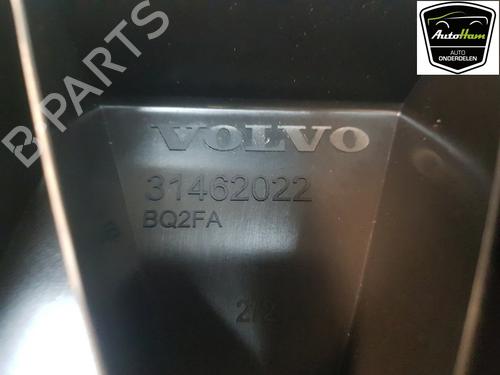 B PARTS
AutoHam
AUTO
ONDERDELEN
VOLVO
31462022
BQ2FA